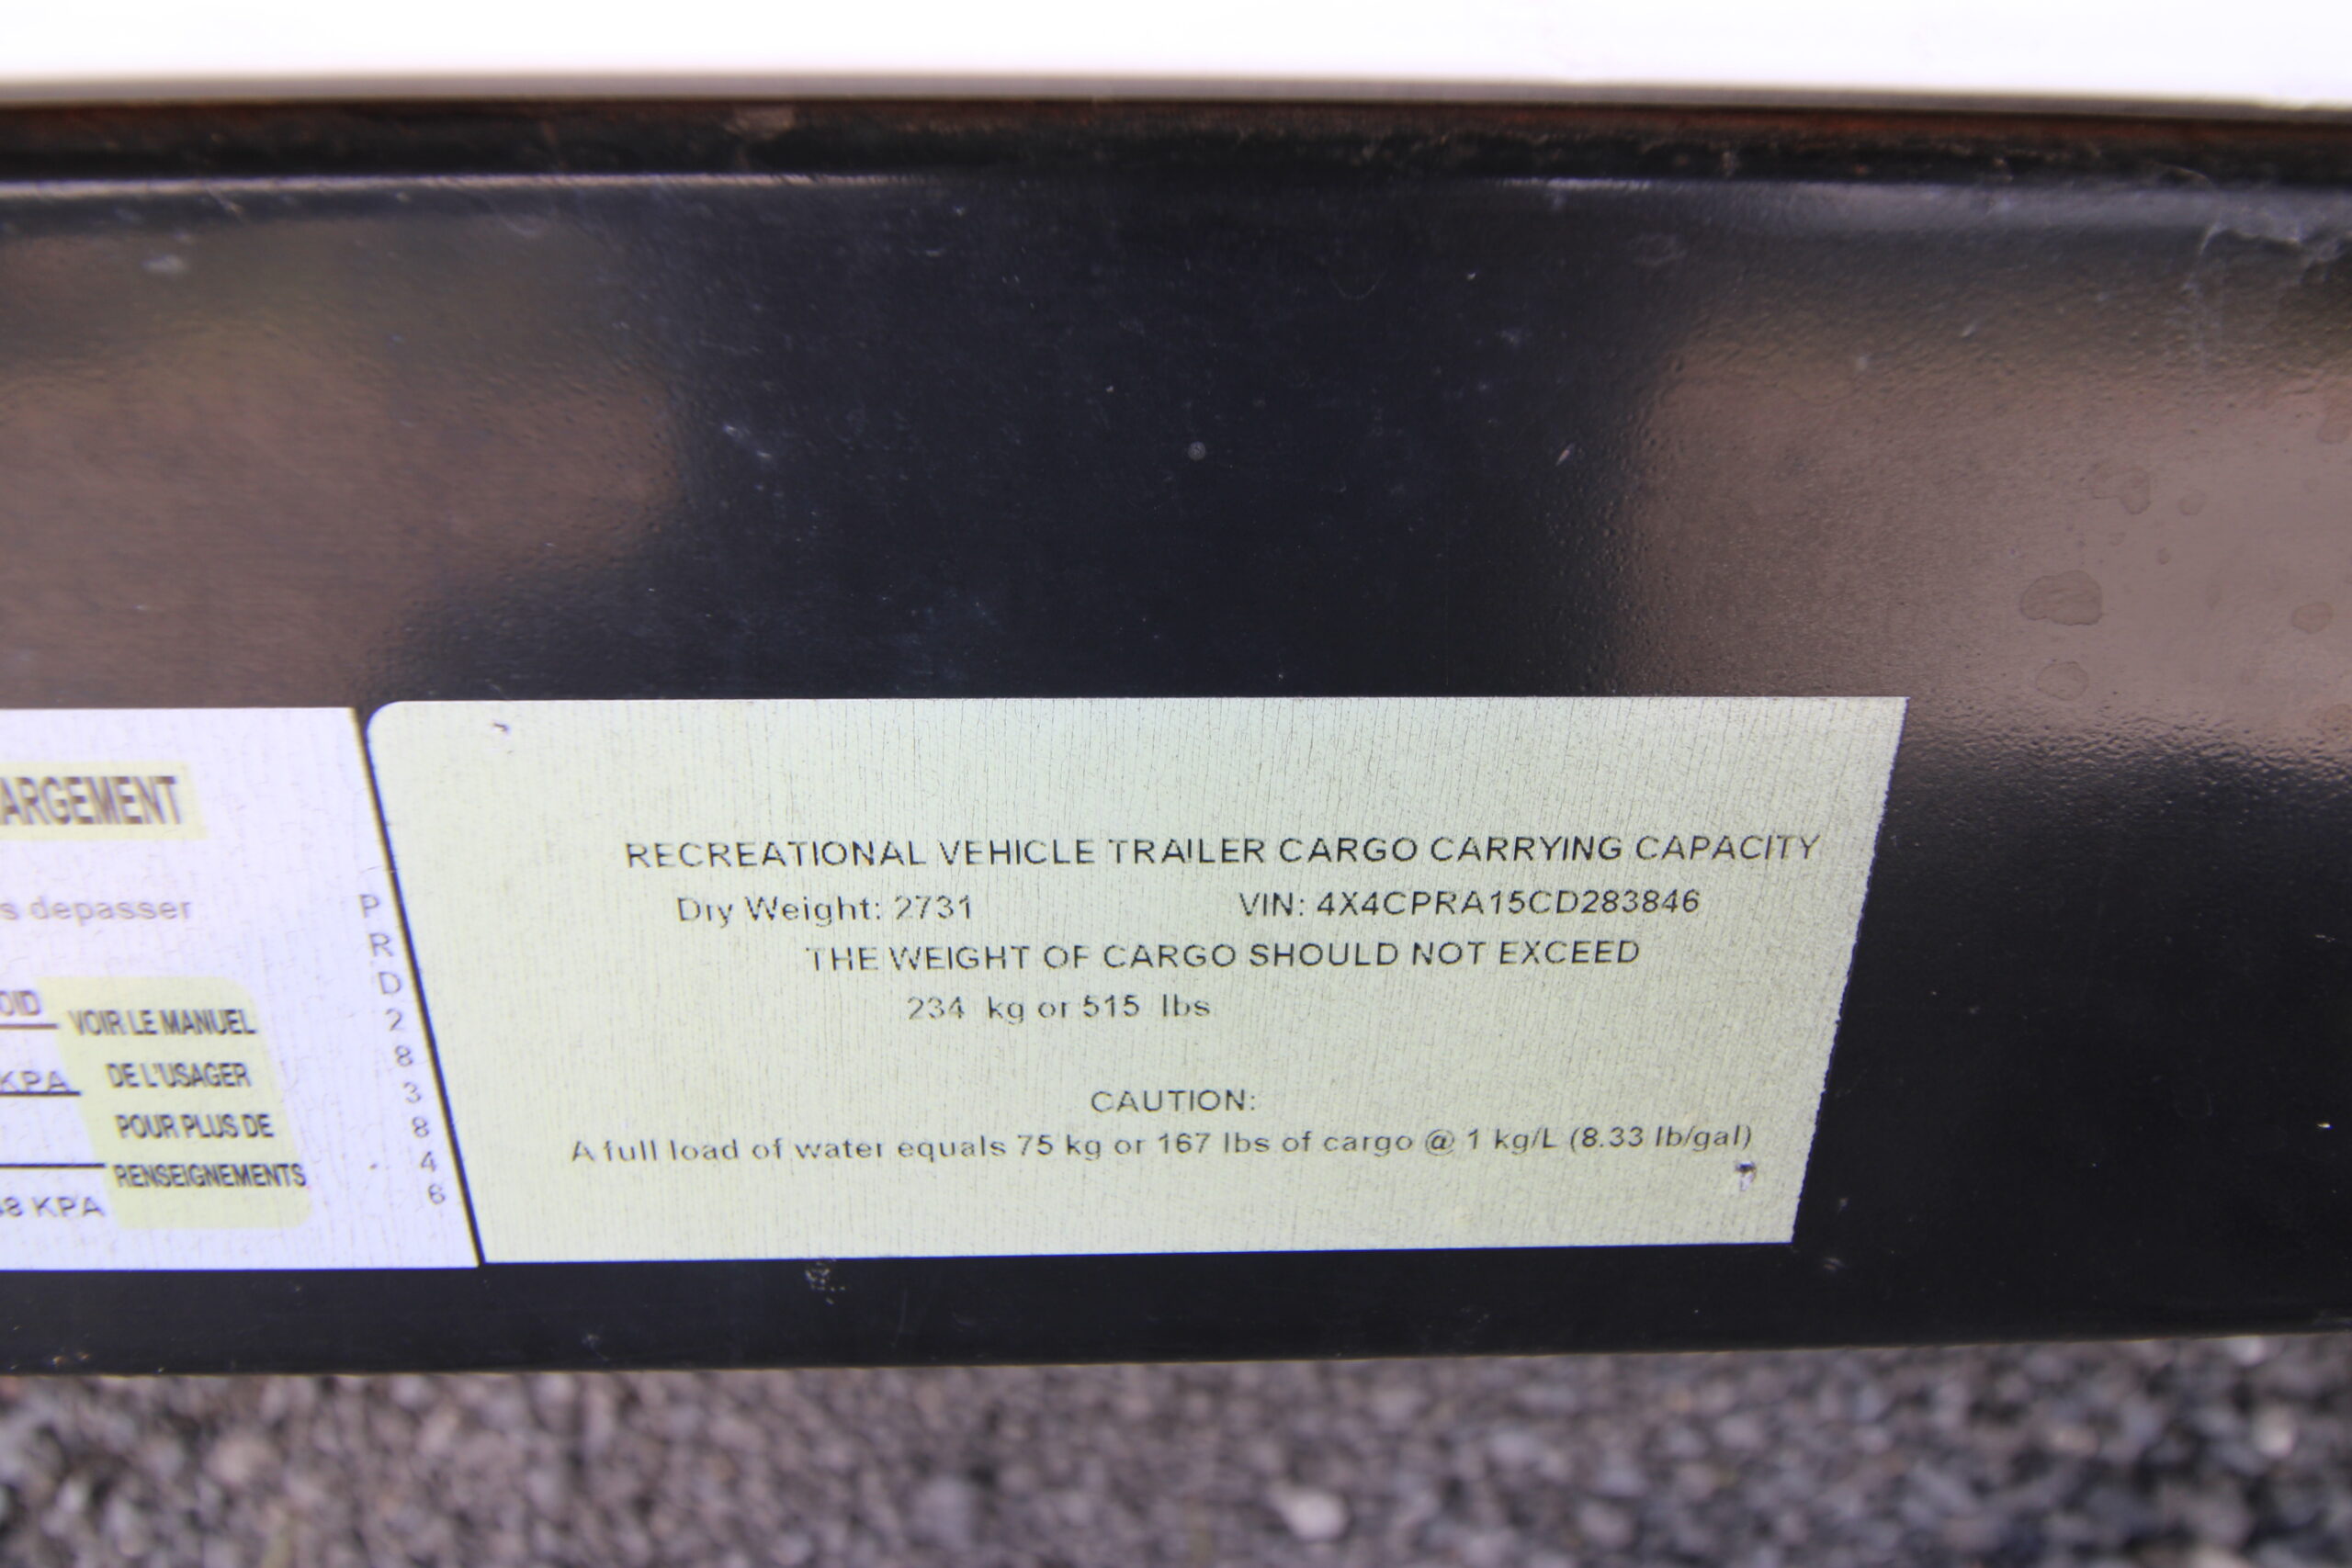 ARGEMENT
s depasser
OID
VOIR LE MANUEL
KPA
DE L'USAGER
POUR PLUS DE
RENSEIGNEMENTS
8 KPA
P
R
D
2
8
3
8
4
6
RECREATIONAL VEHICLE TRAILER CARGO CARRYING CAPACITY
Dry Weight: 2731 VIN: 4X4CPRA15CD283846
THE WEIGHT OF CARGO SHOULD NOT EXCEED
234 kg or 515 lbs
CAUTION:
A full load of water equals 75 kg or 167 lbs of cargo @ 1 kg/L (8.33 lb/gal)